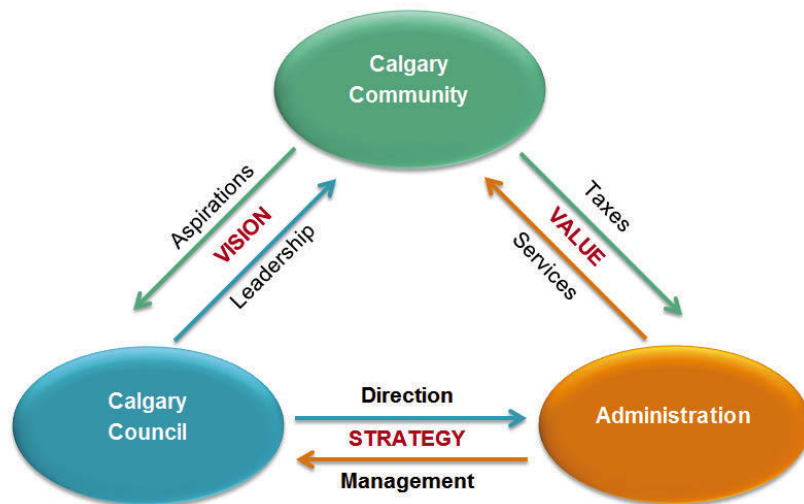 Calgary
Community
Aspirations
VISION
Leadership
Taxes
VALUE
Services
Calgary
Council
Direction
STRATEGY
Management
Administration